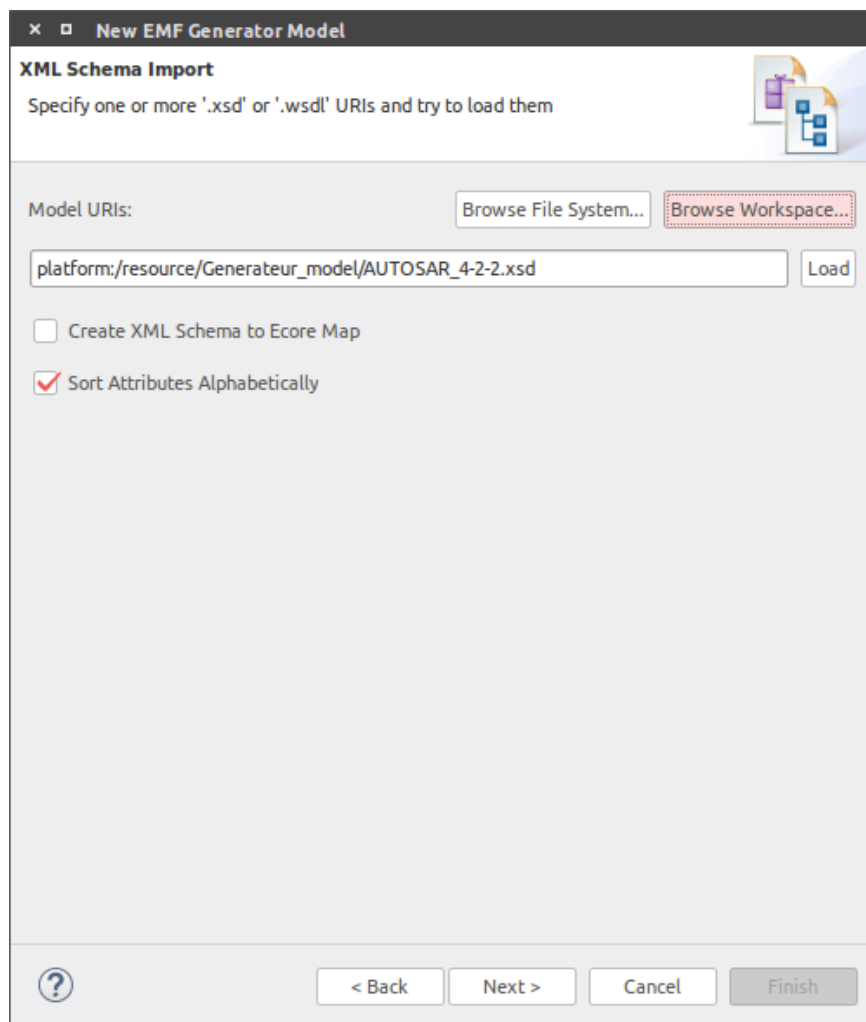 New EMF Generator Model
XML Schema Import
Specify one or more '.xsd' or '.wsdl' URIs and try to load them
Model URIs: Browse File System... Browse Workspace...
platform:/resource/Generateur_model/AUTOSAR_4-2-2.xsd Load
Create XML Schema to Ecore Map
Sort Attributes Alphabetically
? < Back Next > Cancel Finish